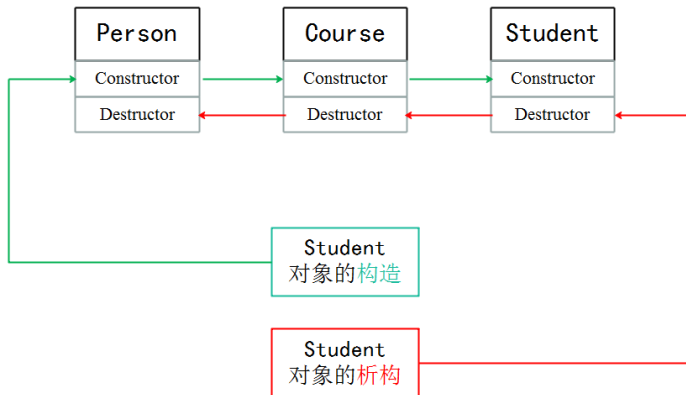 Person Course Student
Constructor Constructor Constructor
Destructor Destructor Destructor
Student
对象的构造
Student
对象的析构